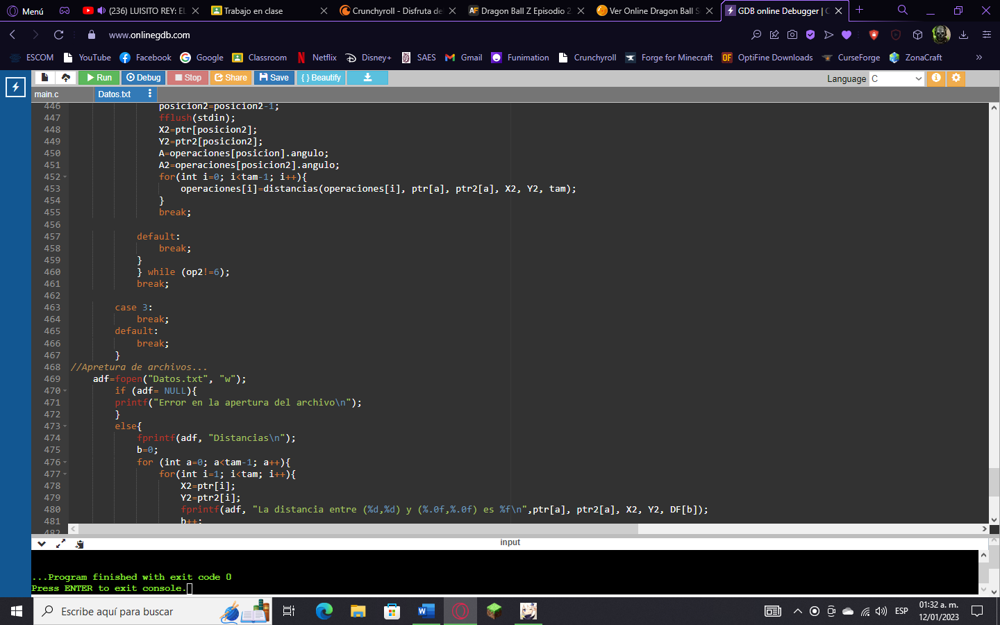 Menú
(236) LUISITO REY: EL
Trabajo en clase
Crunchyroll - Disfruta de
AF Dragon Ball Z Episodio 2
Ver Online Dragon Ball S
GDB online Debugger | C
www.onlinegdb.com
ESCOM YouTube Facebook Google Classroom Netflix Disney+ SAES Gmail Funimation Crunchyroll Forge for Minecraft OF OptiFine Downloads CurseForge ZonaCraft »
Run Debug Stop Share Save { } Beautify
Language C
main.c Datos.txt
446 posicion2=posicion2-1;
447 fflush(stdin);
448 X2=ptr[posicion2];
449 Y2=ptr2[posicion2];
450 A=operaciones[posicion].angulo;
451 A2=operaciones[posicion2].angulo;
452 for(int i=0; i<tam-1; i++){
453 operaciones[i]=distancias(operaciones[i], ptr[a], ptr2[a], X2, Y2, tam);
454 }
455 break;
456
457 default:
458 break;
459 }
460 } while (op2!=6);
461 break;
462
463 case 3:
464 break;
465 default:
466 break;
467 }
468 //Apretura de archivos...
469 adf=fopen("Datos.txt", "w");
470 if (adf= NULL){
471 printf("Error en la apertura del archivo\n");
472 }
473 else{
474 fprintf(adf, "Distancias\n");
475 b=0;
476 for (int a=0; a<tam-1; a++){
477 for(int i=1; i<tam; i++){
478 X2=ptr[i];
479 Y2=ptr2[i];
480 fprintf(adf, "La distancia entre (%d,%d) y (%.0f,%.0f) es %f\n",ptr[a], ptr2[a], X2, Y2, DF[b]);
481 b++;
482
input
...Program finished with exit code 0
Press ENTER to exit console.
Escribe aquí para buscar
ESP
01:32 a. m.
12/01/2023